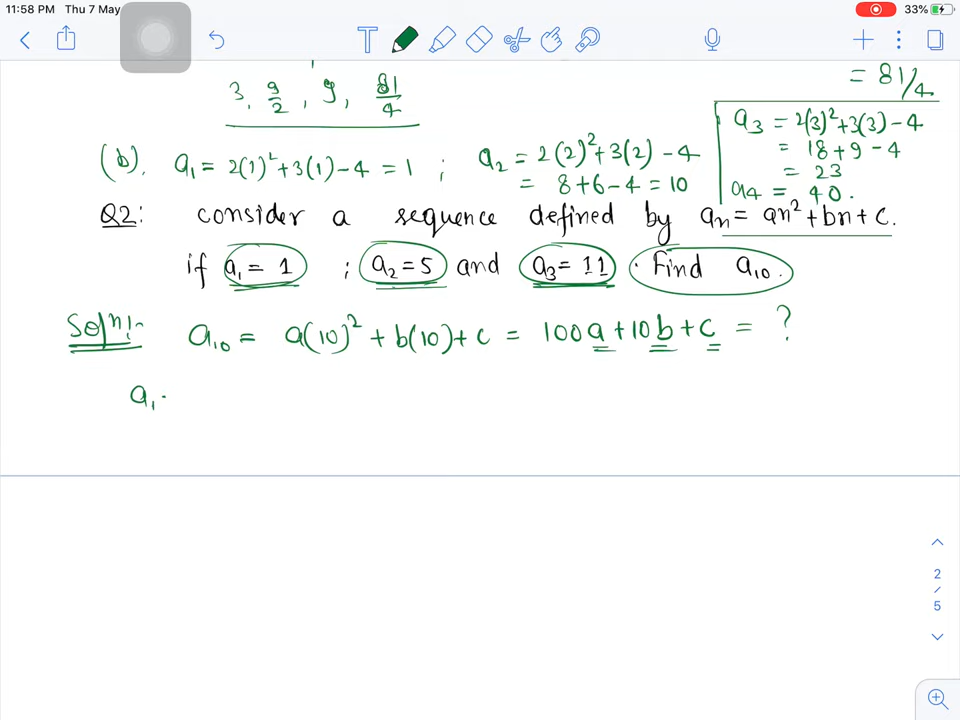 11:58 PM Thu 7 May
33%
= 81/4
3, 9/2, 9, 81/4
(b). a₁ = 2(1)² + 3(1) - 4 = 1 ; a₂ = 2(2)² + 3(2) - 4
= 8 + 6 - 4 = 10
a₃ = 2(3)² + 3(3) - 4
= 18 + 9 - 4
= 23
a₄ = 40.
Q2: consider a sequence defined by aₙ = an² + bn + c.
if a₁ = 1 ; a₂ = 5 and a₃ = 11 . Find a₁₀.
Soln:- a₁₀ = a(10)² + b(10) + c = 100a + 10b + c = ?
a₁
2
/
5